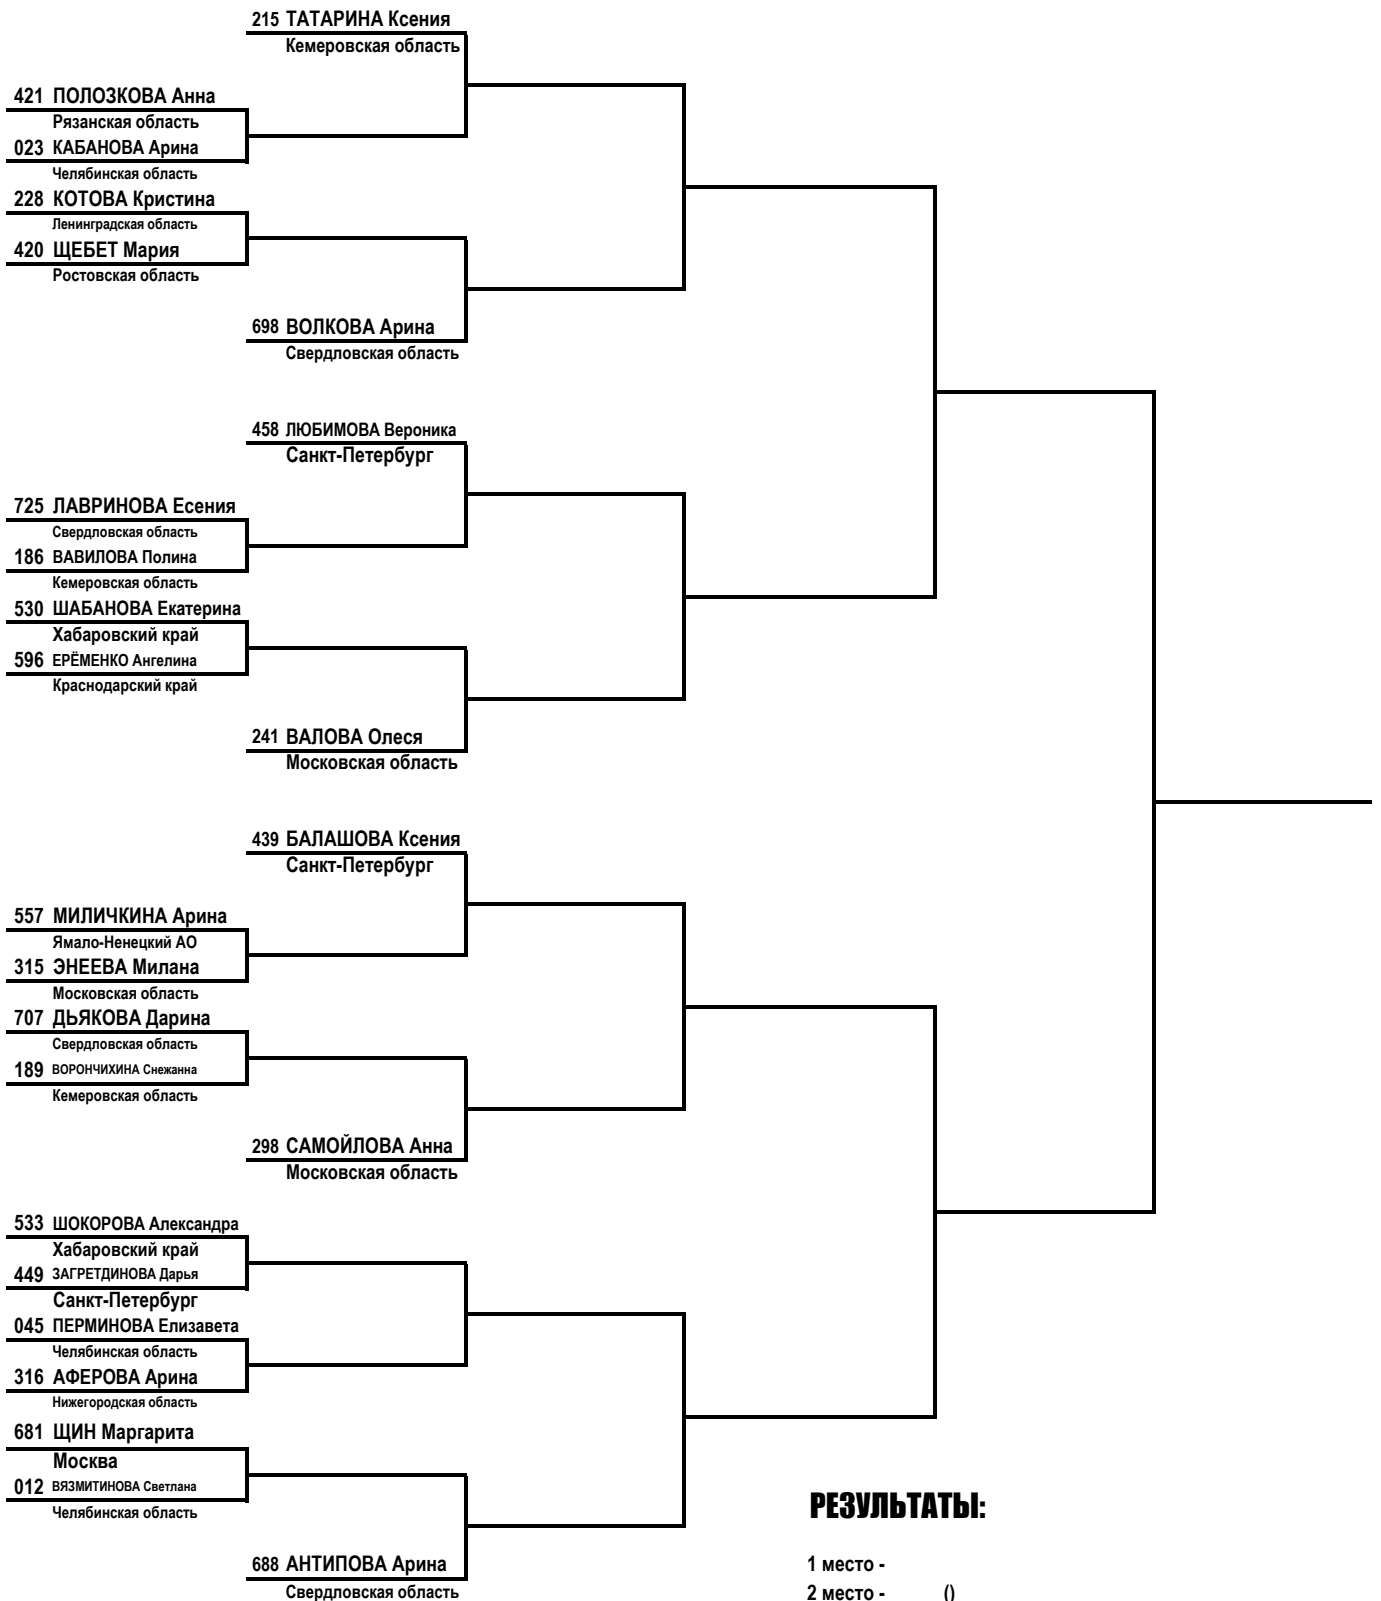 215 ТАТАРИНА Ксения
Кемеровская область
421 ПОЛОЗКОВА Анна
Рязанская область
023 КАБАНОВА Арина
Челябинская область
228 КОТОВА Кристина
Ленинградская область
420 ЩЕБЕТ Мария
Ростовская область
698 ВОЛКОВА Арина
Свердловская область
458 ЛЮБИМОВА Вероника
Санкт-Петербург
725 ЛАВРИНОВА Есения
Свердловская область
186 ВАВИЛОВА Полина
Кемеровская область
530 ШАБАНОВА Екатерина
Хабаровский край
596 ЕРЁМЕНКО Ангелина
Краснодарский край
241 ВАЛОВА Олеся
Московская область
439 БАЛАШОВА Ксения
Санкт-Петербург
557 МИЛИЧКИНА Арина
Ямало-Ненецкий АО
315 ЭНЕЕВА Милана
Московская область
707 ДЬЯКОВА Дарина
Свердловская область
189 ВОРОНЧИХИНА Снежанна
Кемеровская область
298 САМОЙЛОВА Анна
Московская область
533 ШОКОРОВА Александра
Хабаровский край
449 ЗАГРЕТДИНОВА Дарья
Санкт-Петербург
045 ПЕРМИНОВА Елизавета
Челябинская область
316 АФЕРОВА Арина
Нижегородская область
681 ЩИН Маргарита
Москва
012 ВЯЗМИТИНОВА Светлана
Челябинская область
688 АНТИПОВА Арина
Свердловская область
РЕЗУЛЬТАТЫ:
1 место -
2 место - ()